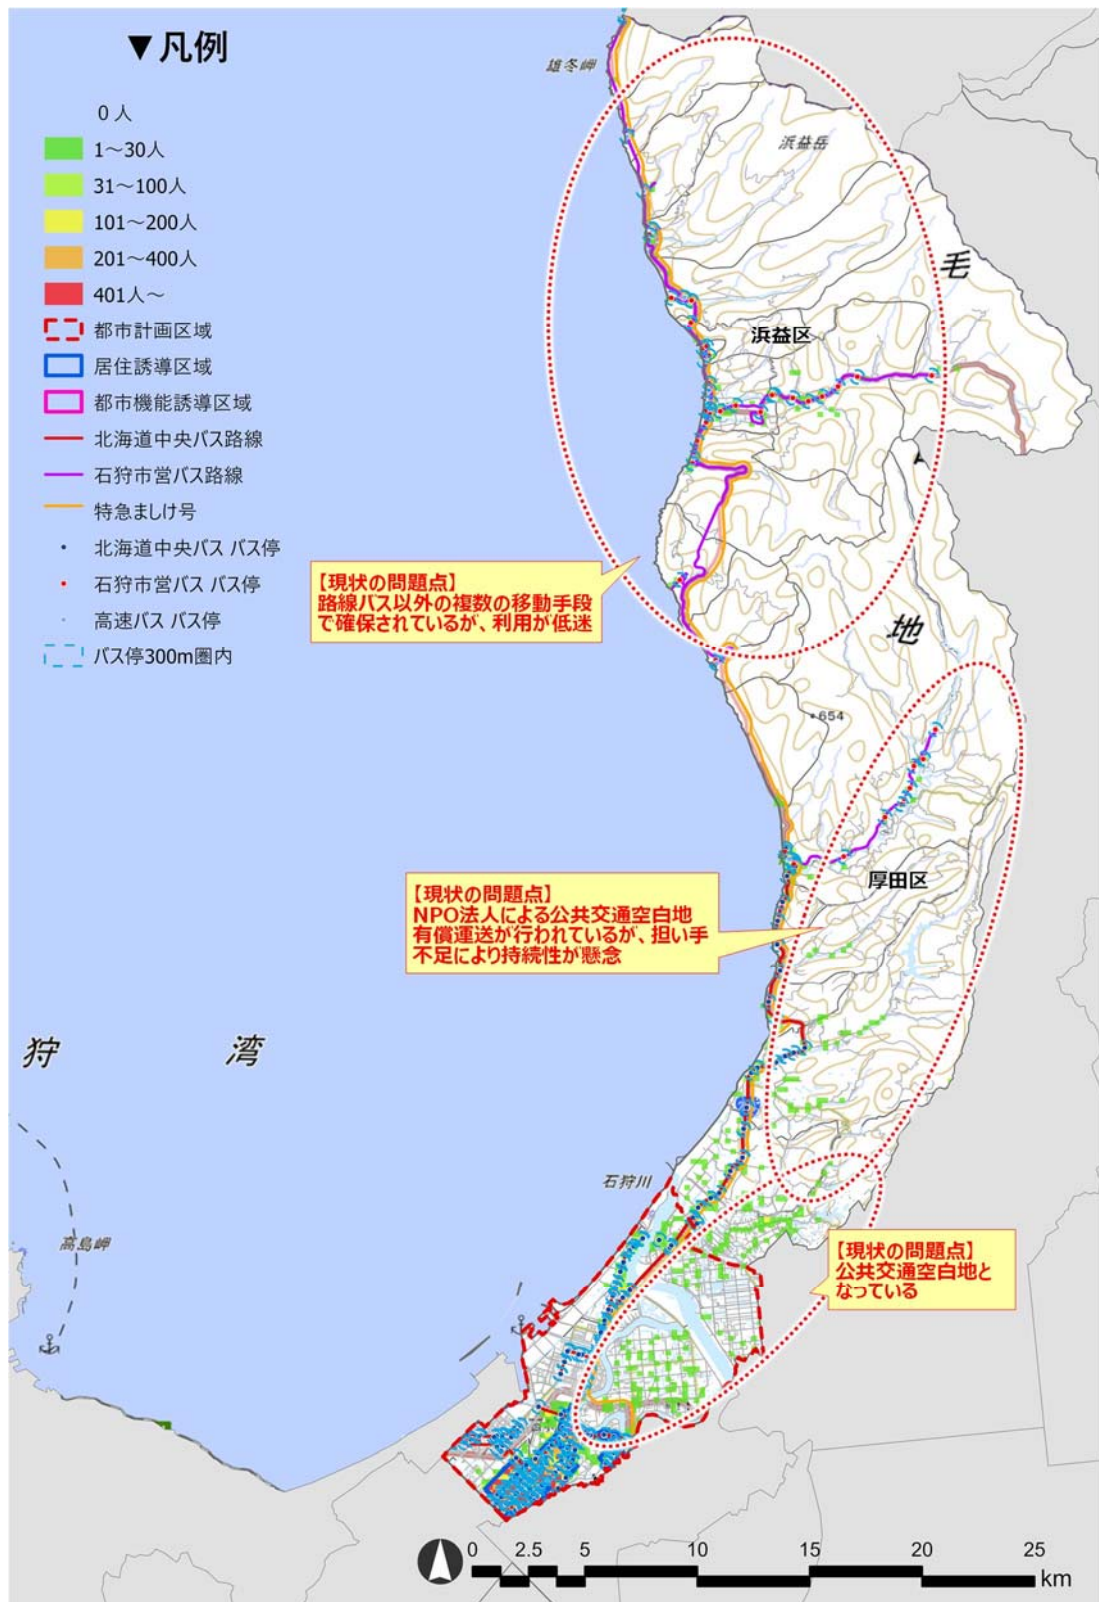 ▼凡例
0人
1~30人
31~100人
101~200人
201~400人
401人~
都市計画区域
居住誘導区域
都市機能誘導区域
北海道中央バス路線
石狩市営バス路線
特急ましけ号
北海道中央バス バス停
石狩市営バス バス停
高速バス バス停
バス停300m圏内
雄冬岬
浜益岳
毛
浜益区
【現状の問題点】
路線バス以外の複数の移動手段
で確保されているが、利用が低迷
地
654
厚田区
【現状の問題点】
NPO法人による公共交通空白地
有償運送が行われているが、担い手
不足により持続性が懸念
狩 湾
石狩川
高島岬
【現状の問題点】
公共交通空白地と
なっている
0 2.5 5 10 15 20 25
km